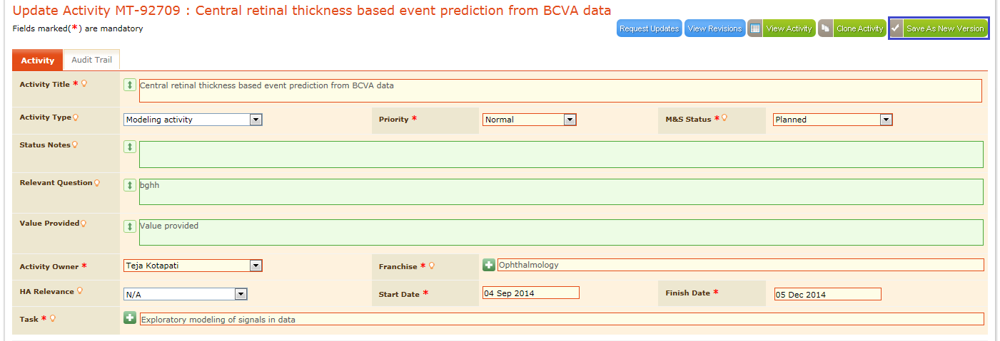 Update Activity MT-92709 : Central retinal thickness based event prediction from BCVA data
Fields marked(*) are mandatory
Request Updates View Revisions View Activity Clone Activity Save As New Version
Activity Audit Trail
Activity Title * Central retinal thickness based event prediction from BCVA data
Activity Type Modeling activity Priority * Normal M&S Status * Planned
Status Notes
Relevant Question bghh
Value Provided Value provided
Activity Owner * Teja Kotapati Franchise * Ophthalmology
HA Relevance N/A Start Date * 04 Sep 2014 Finish Date * 05 Dec 2014
Task * Exploratory modeling of signals in data